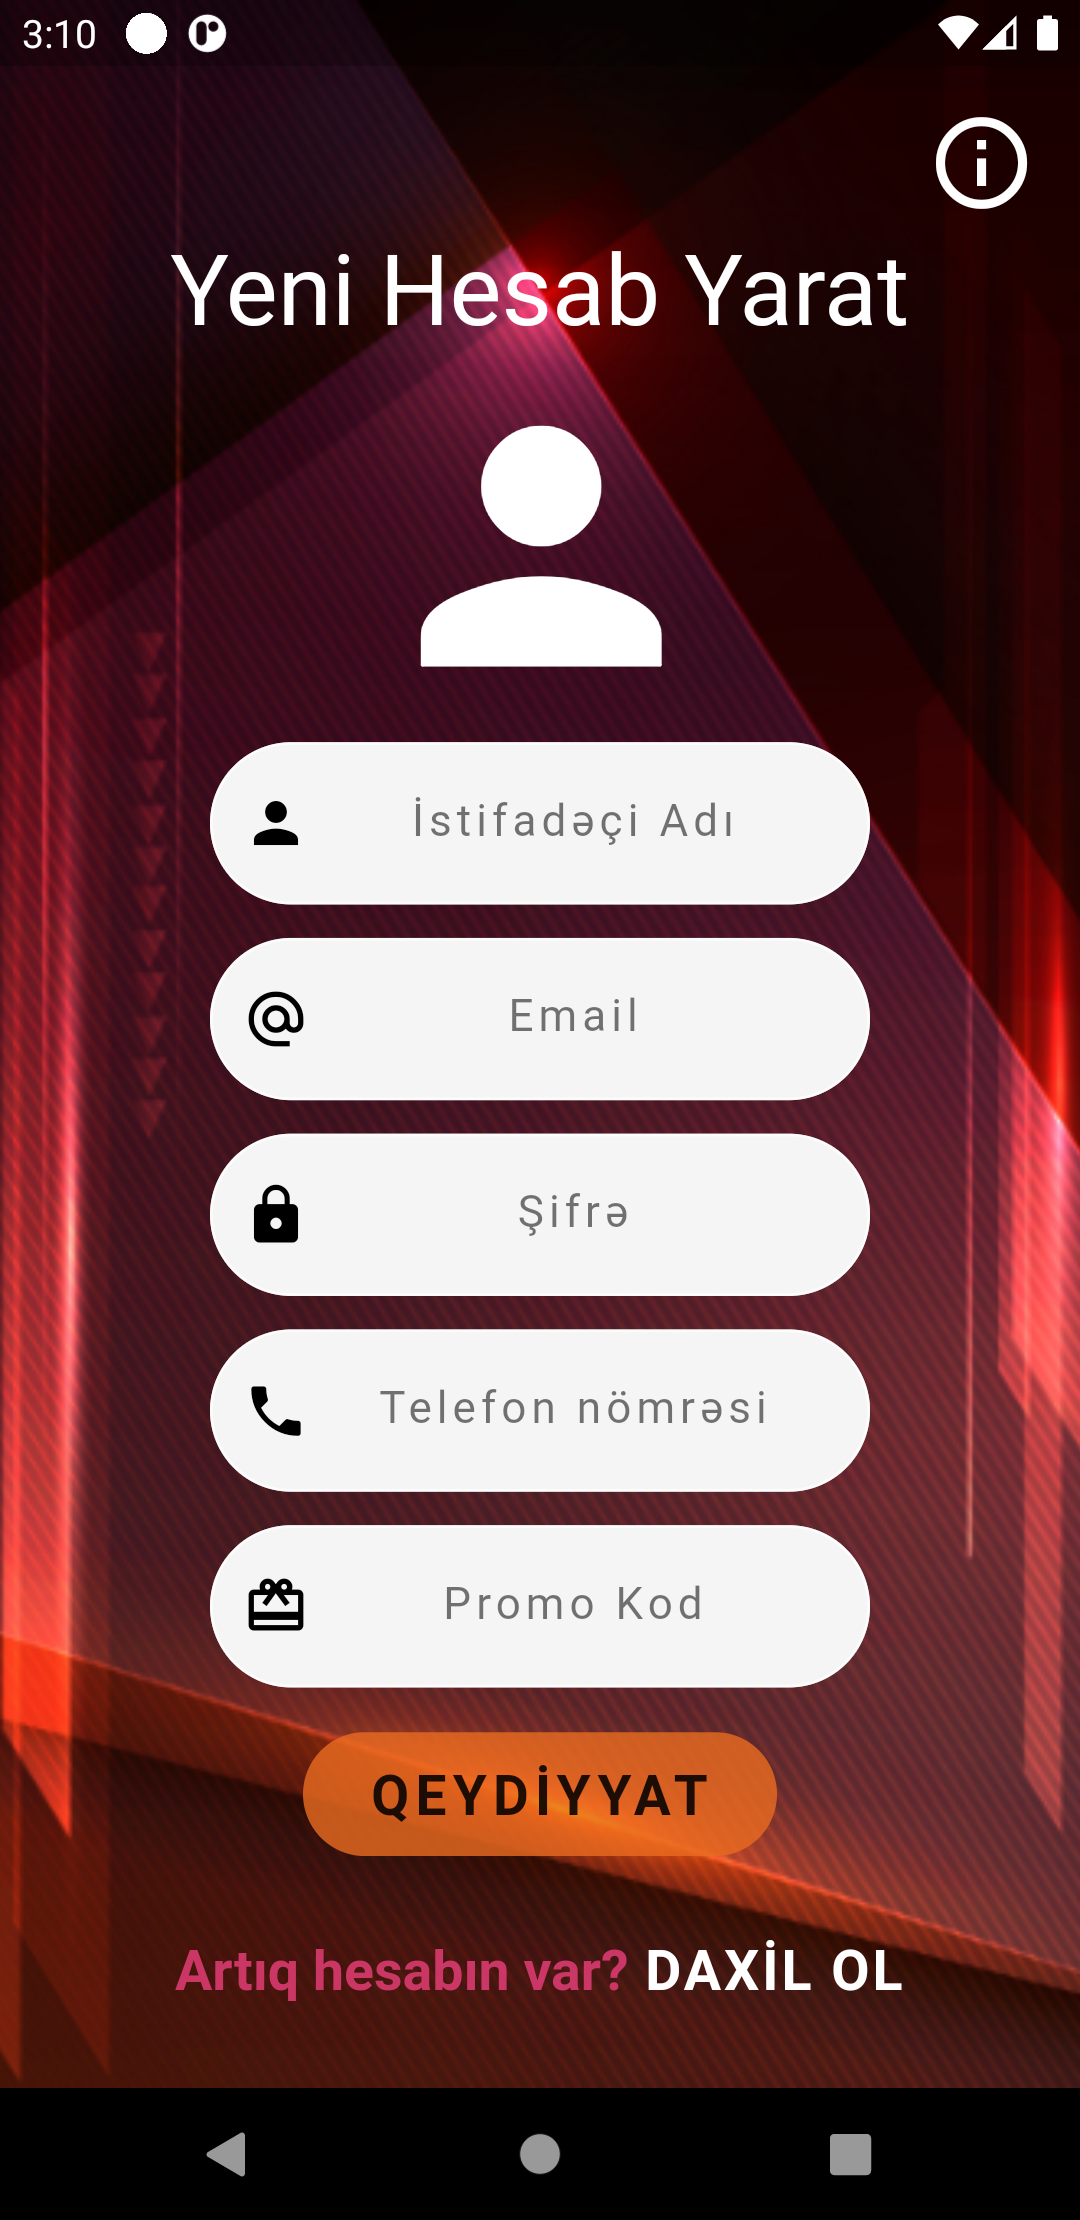 3:10
Yeni Hesab Yarat
İstifadəçi Adı
Email
Şifrə
Telefon nömrəsi
Promo Kod
QEYDİYYAT
Artıq hesabın var? DAXİL OL